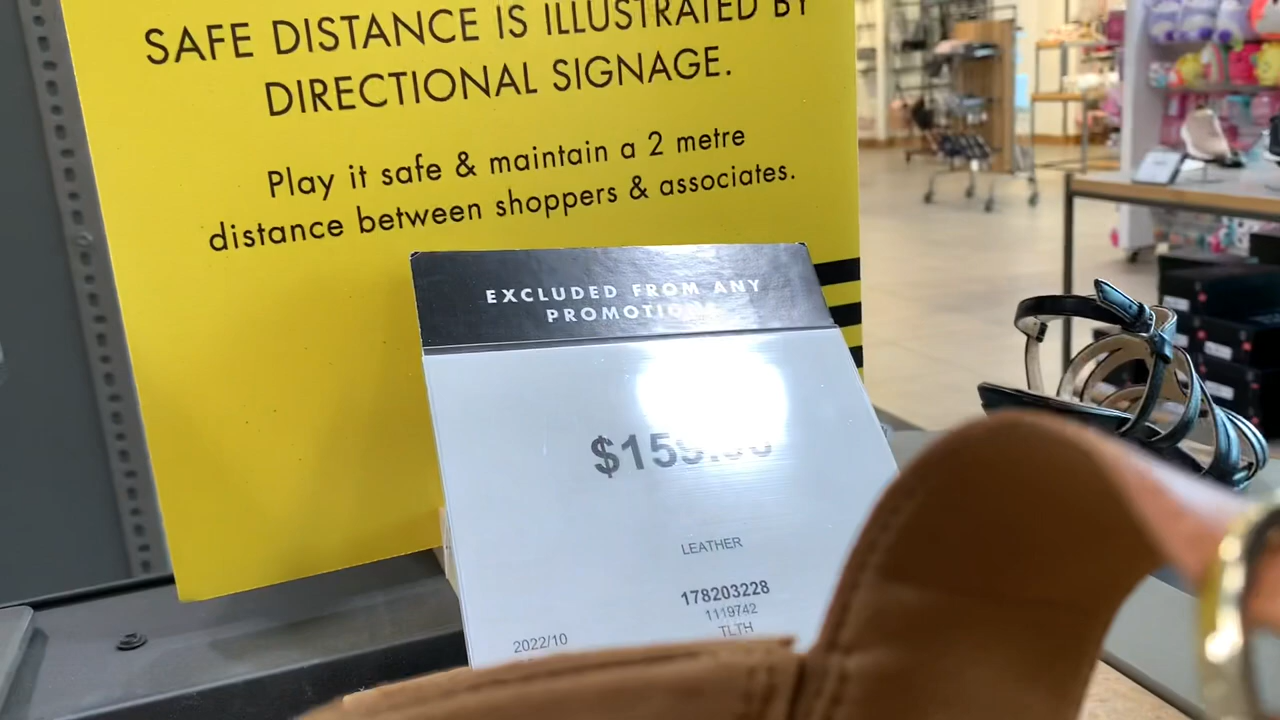 SAFE DISTANCE IS ILLUSTRATED BY
DIRECTIONAL SIGNAGE.
Play it safe & maintain a 2 metre
distance between shoppers & associates.
EXCLUDED FROM ANY
PROMOTIONS
LEATHER
178203228
1119742
TLTH
2022/10